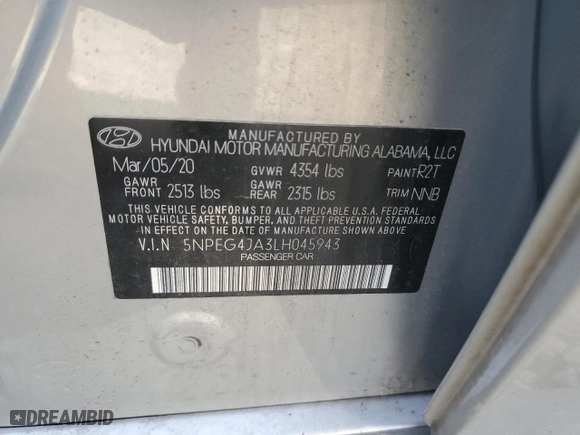 MANUFACTURED BY
HYUNDAI MOTOR MANUFACTURING ALABAMA, LLC
Mar/05/20 GVWR 4354 lbs PAINT R2T
GAWR FRONT 2513 lbs GAWR REAR 2315 lbs TRIM NNB
THIS VEHICLE CONFORMS TO ALL APPLICABLE U.S. FEDERAL
MOTOR VEHICLE SAFETY, BUMPER, AND THEFT PREVENTION STANDARDS
IN EFFECT ON THE DATE OF MANUFACTURE SHOWN ABOVE
V.I.N 5NPEG4JA3LH045943
PASSENGER CAR
DREAMBID